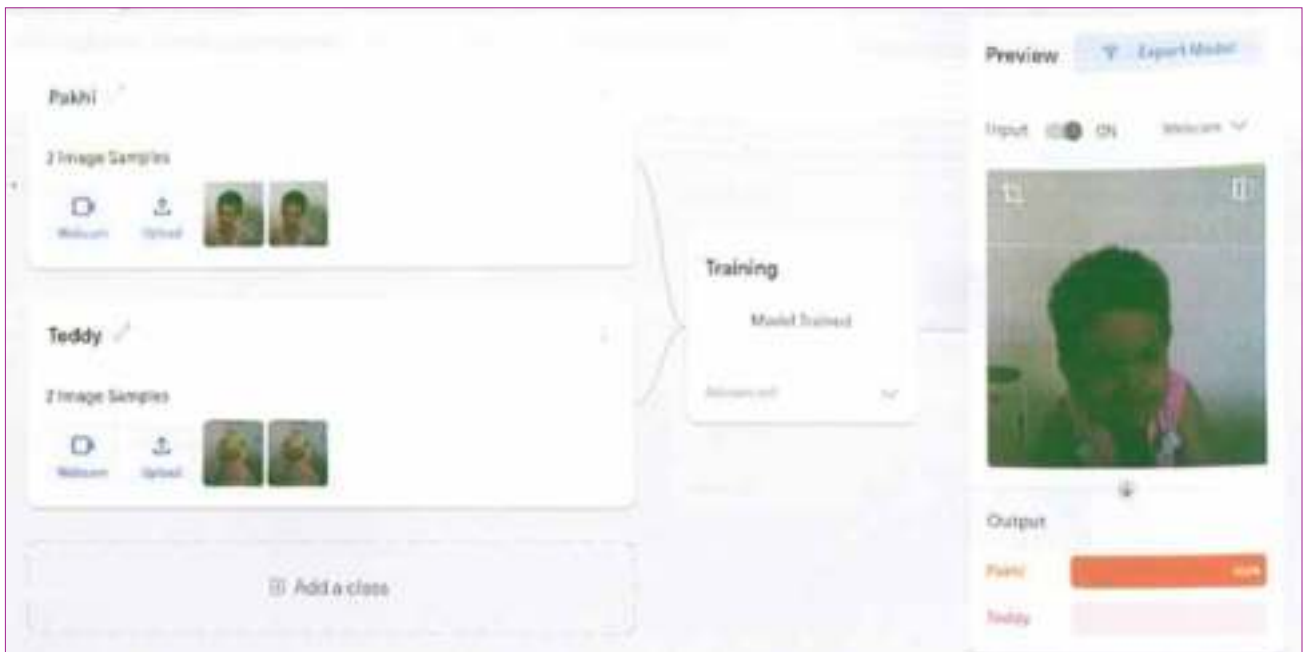 Pakhi
2 Image Samples
Webcam Upload
Teddy
2 Image Samples
Webcam Upload
Add a class
Training
Model Trained
Advanced
Preview Export Model
Input ON Webcam
Output
Pakhi
Teddy